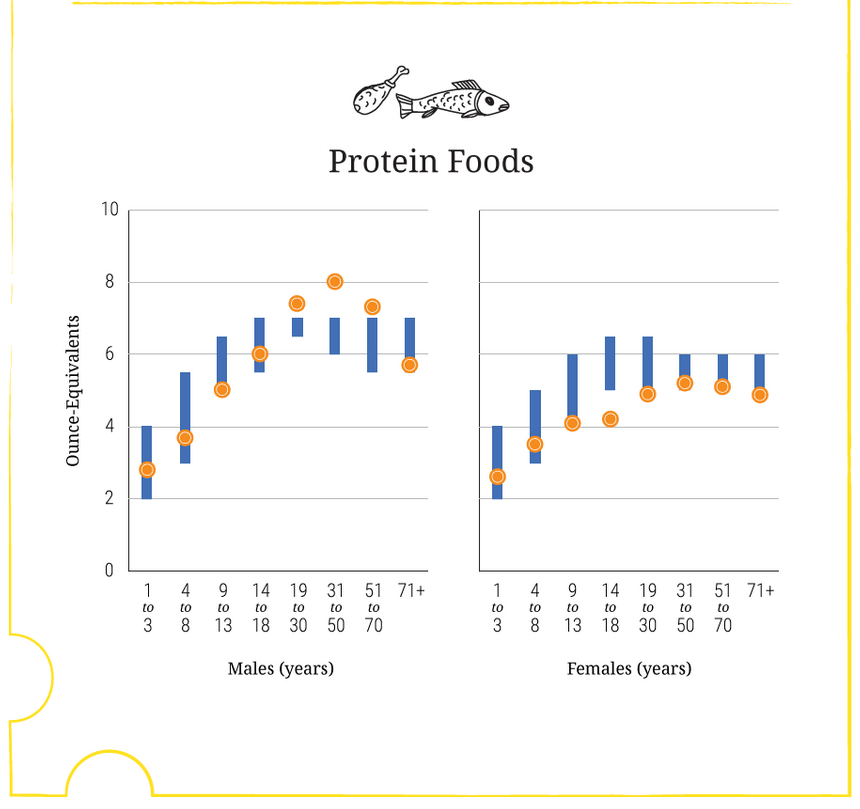 Protein Foods
Ounce-Equivalents
10
8
6
4
2
0
1 4 9 14 19 31 51 71+
to to to to to to to
3 8 13 18 30 50 70
Males (years)
1 4 9 14 19 31 51 71+
to to to to to to to
3 8 13 18 30 50 70
Females (years)